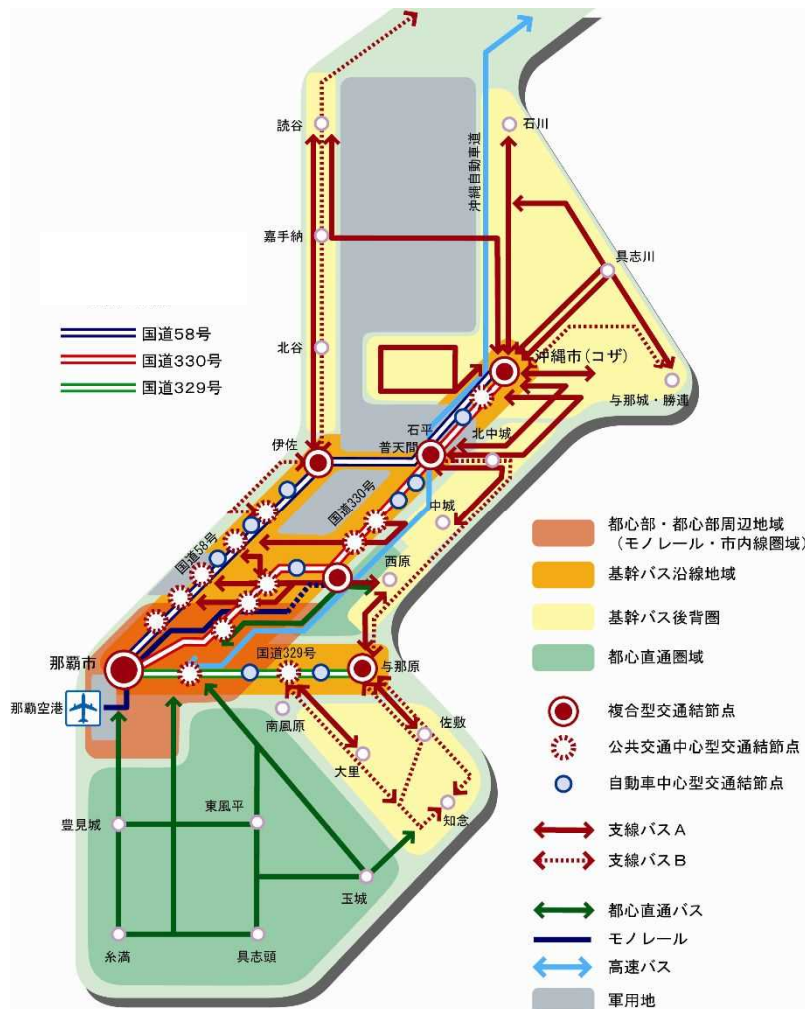 読谷
石川
沖縄自動車道
嘉手納
具志川
国道58号
国道330号
国道329号
北谷
沖縄市(コザ)
与那城・勝連
石平
北中城
伊佐
普天間
国道330号
中城
国道58号
西原
都心部・都心部周辺地域
(モノレール・市内線圏域)
基幹バス沿線地域
基幹バス後背圏
都心直通圏域
那覇市
国道329号
与那原
那覇空港
南風原
佐敷
大里
複合型交通結節点
公共交通中心型交通結節点
自動車中心型交通結節点
豊見城
東風平
知念
支線バスA
支線バスB
玉城
都心直通バス
モノレール
高速バス
軍用地
糸満
具志頭